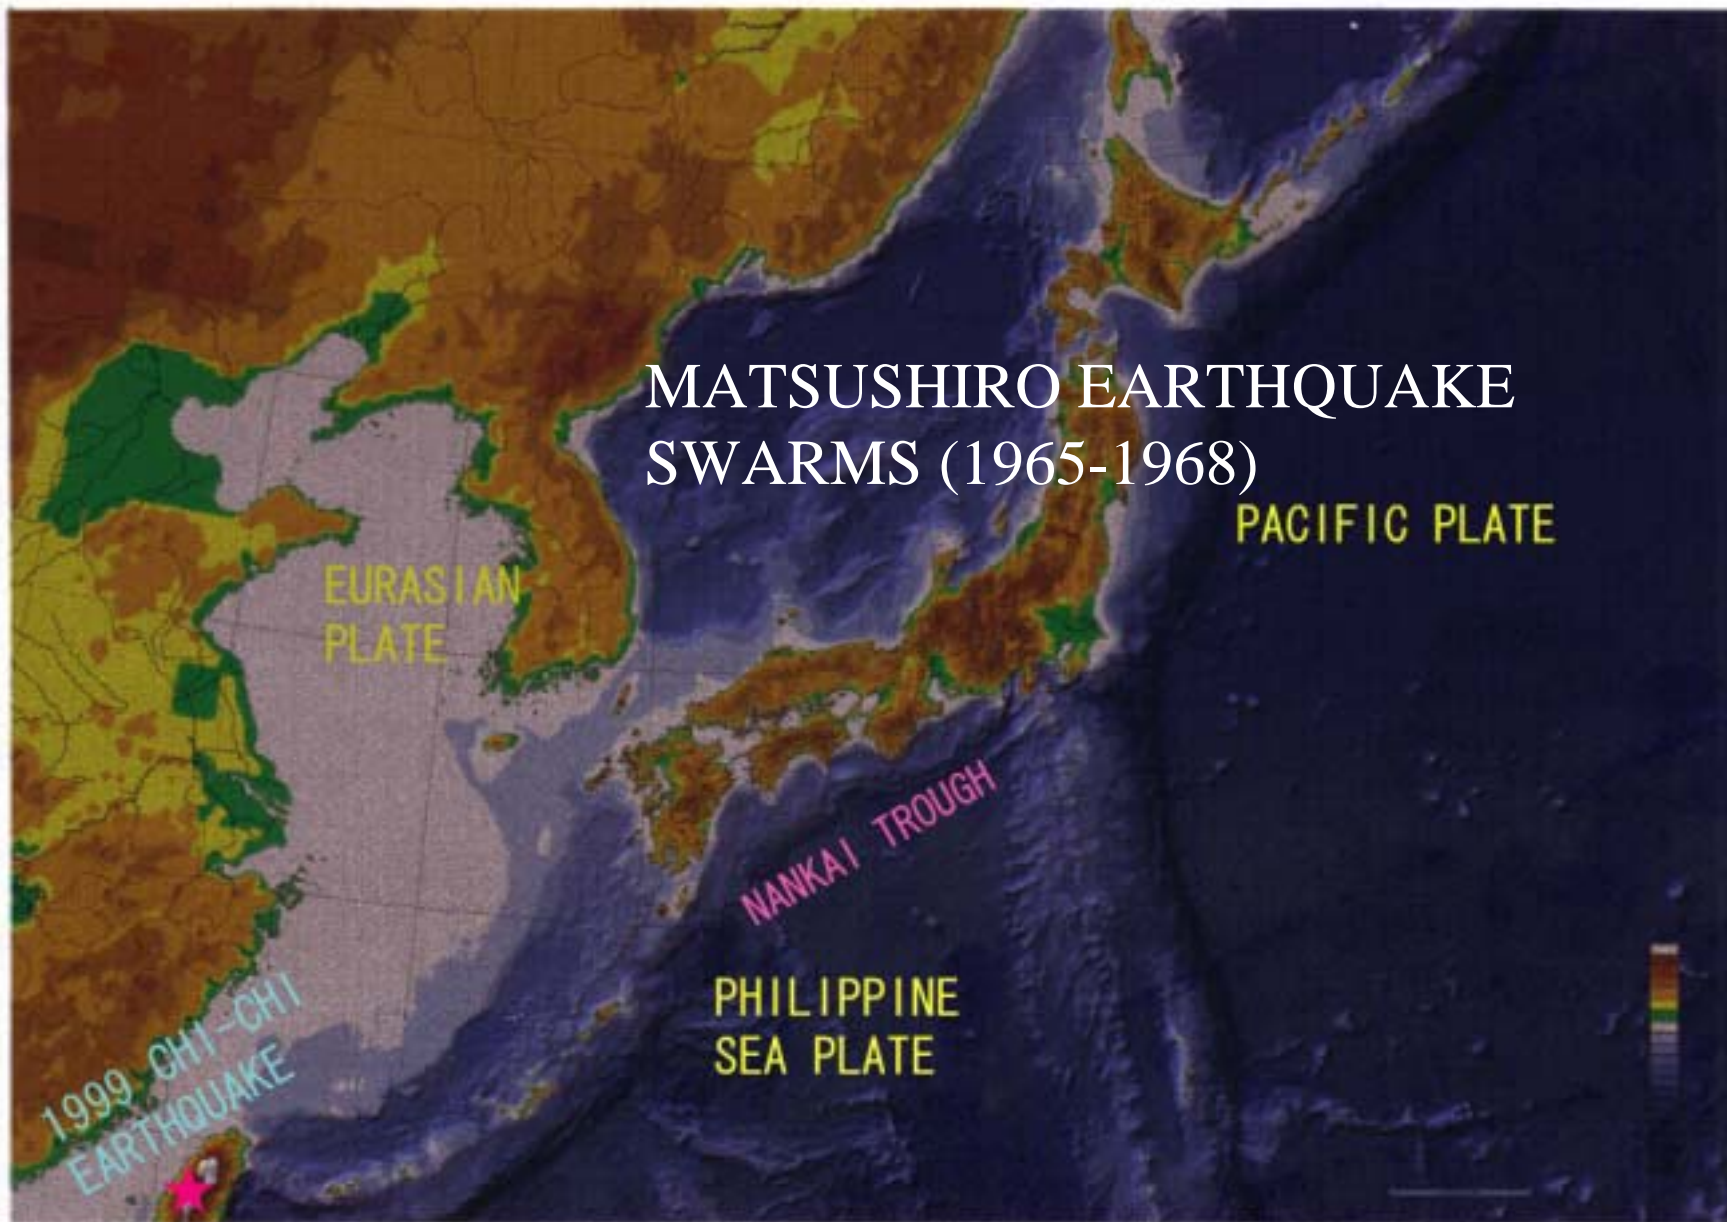 MATSUSHIRO EARTHQUAKE
SWARMS (1965-1968)
PACIFIC PLATE
EURASIAN
PLATE
NANKAI TROUGH
PHILIPPINE
SEA PLATE
1999 CHI-CHI
EARTHQUAKE